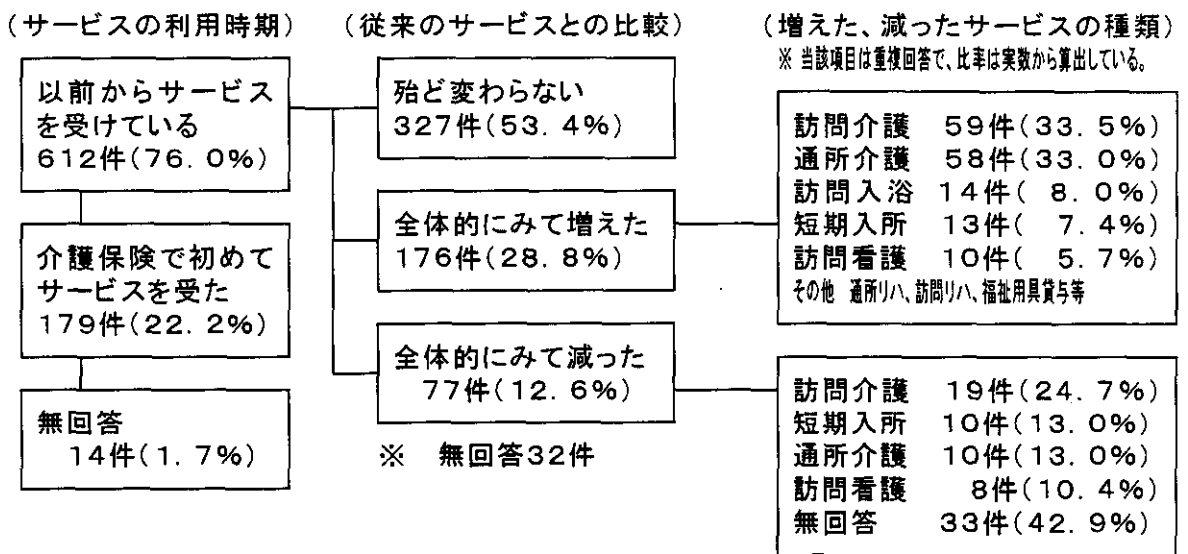 (サービスの利用時期)
以前からサービス
を受けている
612件(76.0%)
介護保険で初めて
サービスを受た
179件(22.2%)
無回答
14件(1.7%)
(従来のサービスとの比較)
殆ど変わらない
327件(53.4%)
全体的にみて増えた
176件(28.8%)
全体的にみて減った
77件(12.6%)
※ 無回答32件
(増えた、減ったサービスの種類)
※ 当該項目は重複回答で、比率は実数から算出している。
訪問介護 59件(33.5%)
通所介護 58件(33.0%)
訪問入浴 14件( 8.0%)
短期入所 13件( 7.4%)
訪問看護 10件( 5.7%)
その他 通所リハ、訪問リハ、福祉用具貸与等
訪問介護 19件(24.7%)
短期入所 10件(13.0%)
通所介護 10件(13.0%)
訪問看護 8件(10.4%)
無回答 33件(42.9%)